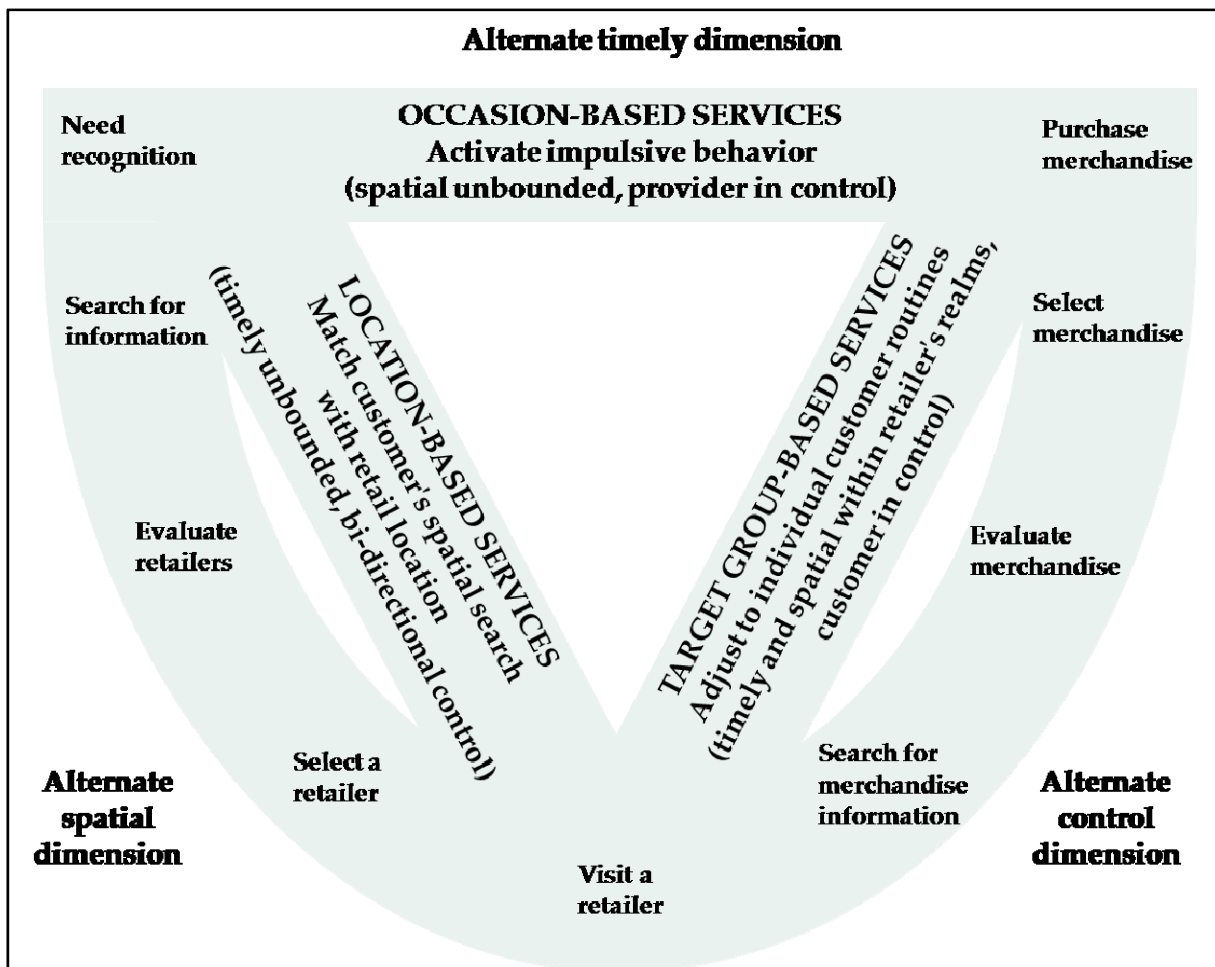 Alternate timely dimension
Need
recognition
OCCASION-BASED SERVICES
Activate impulsive behavior
(spatial unbounded, provider in control)
Purchase
merchandise
Search for
information
LOCATION-BASED SERVICES
Match customer's spatial search
with retail location
(timely unbounded, bi-directional control)
TARGET GROUP-BASED SERVICES
Adjust to individual customer routines
(timely and spatial within retailer's realms,
customer in control)
Select
merchandise
Evaluate
retailers
Evaluate
merchandise
Select a
retailer
Search for
merchandise
information
Alternate
spatial
dimension
Alternate
control
dimension
Visit a
retailer